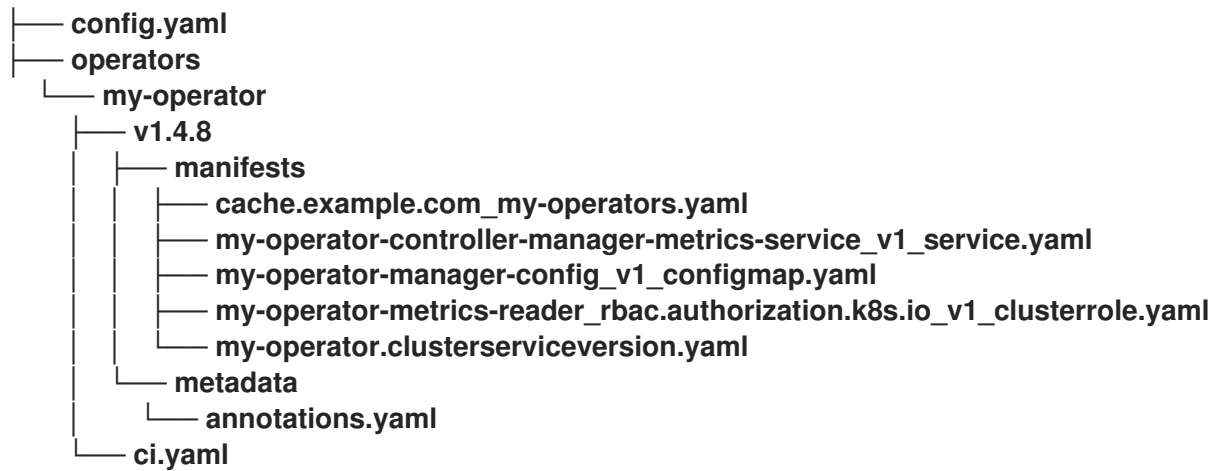 ├── config.yaml
├── operators
└── my-operator
├── v1.4.8
│ ├── manifests
│ │ ├── cache.example.com_my-operators.yaml
│ │ ├── my-operator-controller-manager-metrics-service_v1_service.yaml
│ │ ├── my-operator-manager-config_v1_configmap.yaml
│ │ ├── my-operator-metrics-reader_rbac.authorization.k8s.io_v1_clusterrole.yaml
│ │ └── my-operator.clusterserviceversion.yaml
│ └── metadata
│ └── annotations.yaml
└── ci.yaml